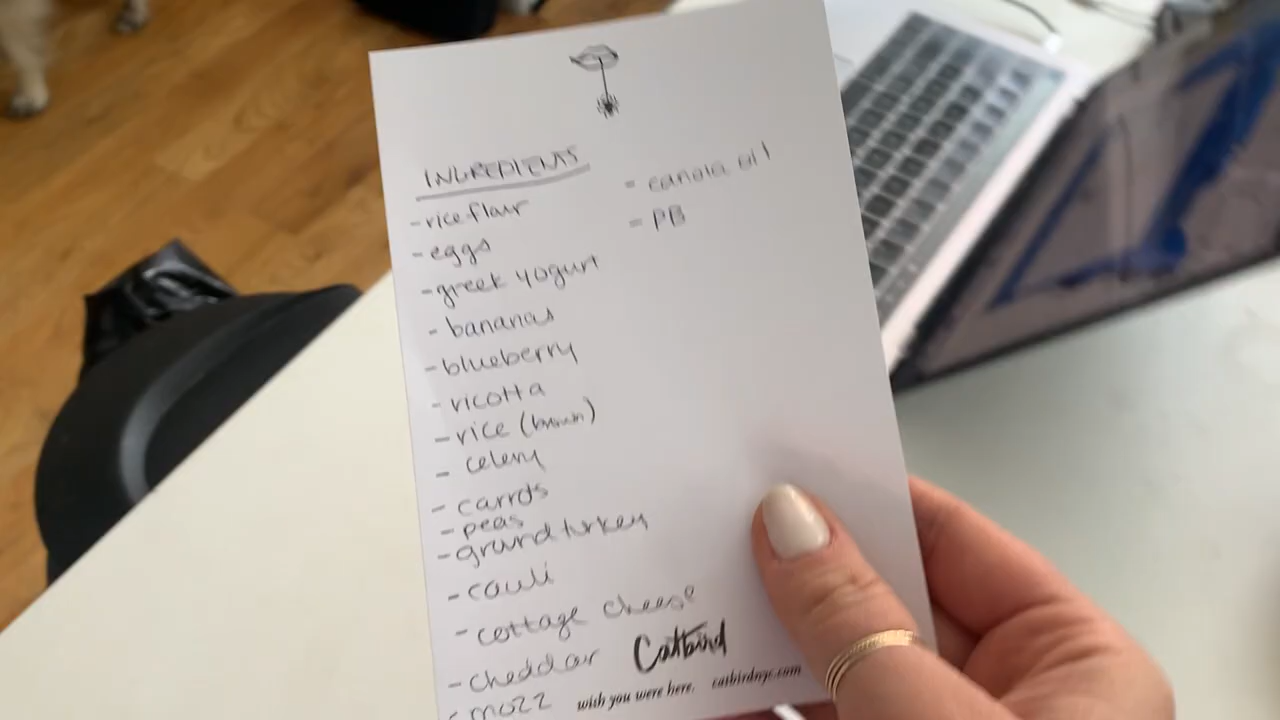 INGREDIENTS
- rice flour
- eggs
- greek yogurt
- bananas
- blueberry
- ricotta
- rice (brown)
- celery
- carrots
- peas
- ground turkey
- cauli
- cottage cheese
- cheddar
- mozz
- canola oil
- PB
Catbird
wish you were here. catbirdnyc.com